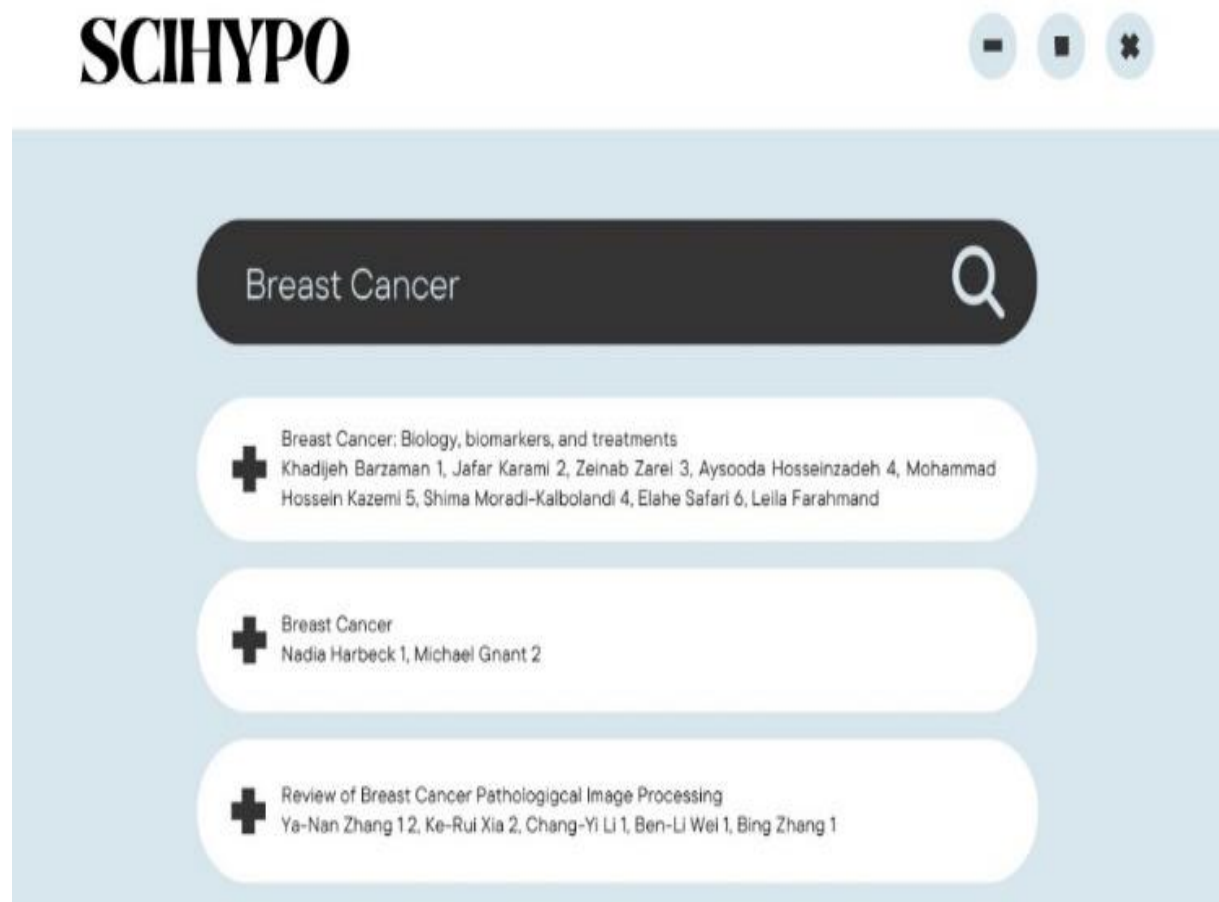 SCIHYPO
Breast Cancer
Breast Cancer: Biology, biomarkers, and treatments
Khadijeh Barzaman 1, Jafar Karami 2, Zeinab Zarei 3, Aysooda Hosseinzadeh 4, Mohammad
Hossein Kazemi 5, Shima Moradi-Kalbolandi 4, Elahe Safari 6, Leila Farahmand
Breast Cancer
Nadia Harbeck 1, Michael Gnant 2
Review of Breast Cancer Pathologigcal Image Processing
Ya-Nan Zhang 1 2, Ke-Rui Xia 2, Chang-Yi Li 1, Ben-Li Wei 1, Bing Zhang 1